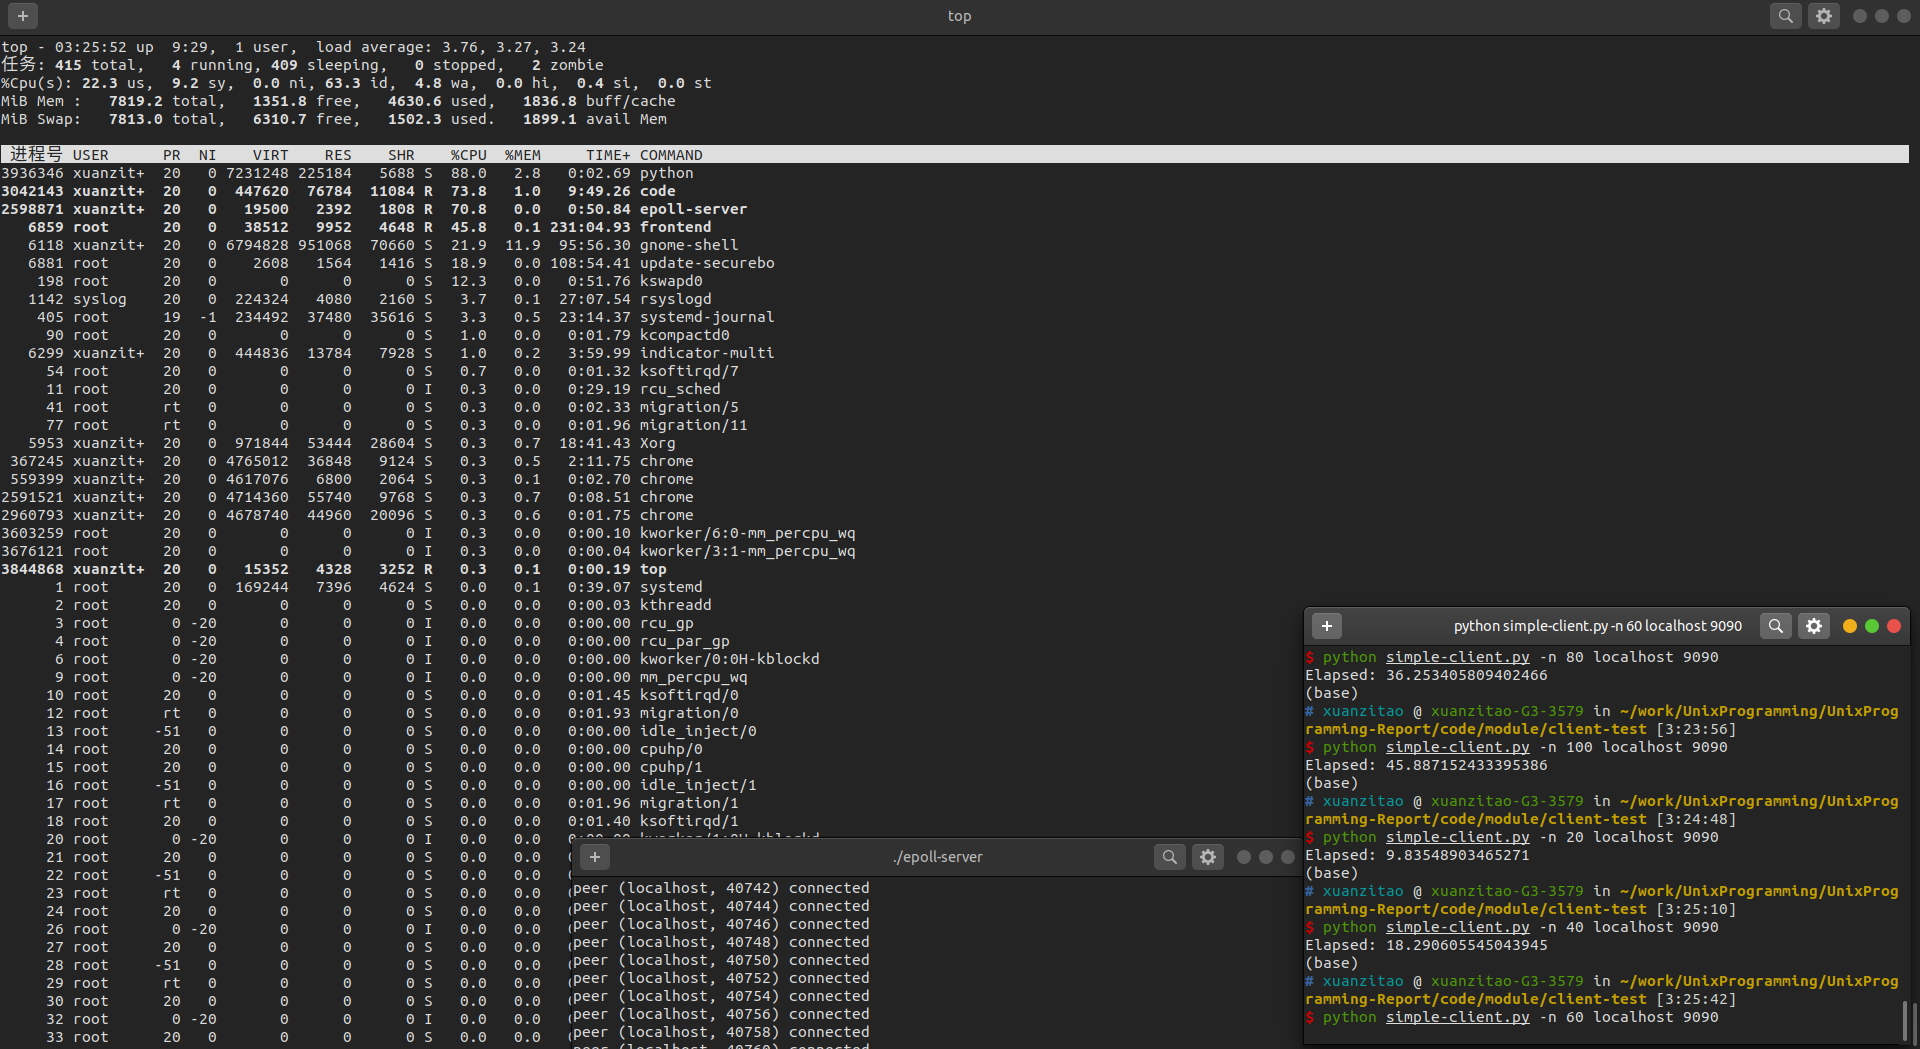 top
top - 03:25:52 up  9:29,  1 user,  load average: 3.76, 3.27, 3.24
任务: 415 total,   4 running, 409 sleeping,   0 stopped,   2 zombie
%Cpu(s): 22.3 us,  9.2 sy,  0.0 ni, 63.3 id,  4.8 wa,  0.0 hi,  0.4 si,  0.0 st
MiB Mem :   7819.2 total,   1351.8 free,   4630.6 used,   1836.8 buff/cache
MiB Swap:   7813.0 total,   6310.7 free,   1502.3 used.   1899.1 avail Mem
进程号 USER      PR  NI    VIRT    RES    SHR    %CPU  %MEM     TIME+ COMMAND
3936346 xuanzit+  20   0 7231248 225184   5688 S  88.0   2.8   0:02.69 python
3042143 xuanzit+  20   0  447620  76784  11084 R  73.8   1.0   9:49.26 code
2598871 xuanzit+  20   0   19500   2392   1808 R  70.8   0.0   0:50.84 epoll-server
6859 root      20   0   38512   9952   4648 R  45.8   0.1 231:04.93 frontend
6118 xuanzit+  20   0 6794828 951068  70660 S  21.9  11.9  95:56.30 gnome-shell
6881 root      20   0    2608   1564   1416 S  18.9   0.0 108:54.41 update-securebo
198 root      20   0       0      0      0 S  12.3   0.0   0:51.76 kswapd0
1142 syslog    20   0  224324   4080   2160 S   3.7   0.1  27:07.54 rsyslogd
405 root      19  -1  234492  37480  35616 S   3.3   0.5  23:14.37 systemd-journal
90 root      20   0       0      0      0 S   1.0   0.0   0:01.79 kcompactd0
6299 xuanzit+  20   0  444836  13784   7928 S   1.0   0.2   3:59.99 indicator-multi
54 root      20   0       0      0      0 S   0.7   0.0   0:01.32 ksoftirqd/7
11 root      20   0       0      0      0 I   0.3   0.0   0:29.19 rcu_sched
41 root      rt   0       0      0      0 S   0.3   0.0   0:02.33 migration/5
77 root      rt   0       0      0      0 S   0.3   0.0   0:01.96 migration/11
5953 xuanzit+  20   0  971844  53444  28604 S   0.3   0.7  18:41.43 Xorg
367245 xuanzit+  20   0 4765012  36848   9124 S   0.3   0.5   2:11.75 chrome
559399 xuanzit+  20   0 4617076   6800   2064 S   0.3   0.1   0:02.70 chrome
2591521 xuanzit+  20   0 4714360  55740   9768 S   0.3   0.7   0:08.51 chrome
2960793 xuanzit+  20   0 4678740  44960  20096 S   0.3   0.6   0:01.75 chrome
3603259 root      20   0       0      0      0 I   0.3   0.0   0:00.10 kworker/6:0-mm_percpu_wq
3676121 root      20   0       0      0      0 I   0.3   0.0   0:00.04 kworker/3:1-mm_percpu_wq
3844868 xuanzit+  20   0   15352   4328   3252 R   0.3   0.1   0:00.19 top
1 root      20   0  169244   7396   4624 S   0.0   0.1   0:39.07 systemd
2 root      20   0       0      0      0 S   0.0   0.0   0:00.03 kthreadd
3 root       0 -20       0      0      0 I   0.0   0.0   0:00.00 rcu_gp
4 root       0 -20       0      0      0 I   0.0   0.0   0:00.00 rcu_par_gp
6 root       0 -20       0      0      0 I   0.0   0.0   0:00.00 kworker/0:0H-kblockd
9 root       0 -20       0      0      0 I   0.0   0.0   0:00.00 mm_percpu_wq
10 root      20   0       0      0      0 S   0.0   0.0   0:01.45 ksoftirqd/0
12 root      rt   0       0      0      0 S   0.0   0.0   0:01.93 migration/0
13 root     -51   0       0      0      0 S   0.0   0.0   0:00.00 idle_inject/0
14 root      20   0       0      0      0 S   0.0   0.0   0:00.00 cpuhp/0
15 root      20   0       0      0      0 S   0.0   0.0   0:00.00 cpuhp/1
16 root     -51   0       0      0      0 S   0.0   0.0   0:00.00 idle_inject/1
17 root      rt   0       0      0      0 S   0.0   0.0   0:01.96 migration/1
18 root      20   0       0      0      0 S   0.0   0.0   0:01.40 ksoftirqd/1
20 root       0 -20       0      0      0 I   0.0   0.0
21 root      20   0       0      0      0 S   0.0   0.0
22 root     -51   0       0      0      0 S   0.0   0.0
23 root      rt   0       0      0      0 S   0.0   0.0
24 root      20   0       0      0      0 S   0.0   0.0
26 root       0 -20       0      0      0 I   0.0   0.0
27 root      20   0       0      0      0 S   0.0   0.0
28 root     -51   0       0      0      0 S   0.0   0.0
29 root      rt   0       0      0      0 S   0.0   0.0
30 root      20   0       0      0      0 S   0.0   0.0
32 root       0 -20       0      0      0 I   0.0   0.0
33 root      20   0       0      0      0 S   0.0   0.0
./epoll-server
peer (localhost, 40742) connected
peer (localhost, 40744) connected
peer (localhost, 40746) connected
peer (localhost, 40748) connected
peer (localhost, 40750) connected
peer (localhost, 40752) connected
peer (localhost, 40754) connected
peer (localhost, 40756) connected
peer (localhost, 40758) connected
peer (localhost, 40760) connected
python simple-client.py -n 60 localhost 9090
$ python simple-client.py -n 80 localhost 9090
Elapsed: 36.253405809402466
(base)
# xuanzitao @ xuanzitao-G3-3579 in ~/work/UnixProgramming/UnixProg
ramming-Report/code/module/client-test [3:23:56]
$ python simple-client.py -n 100 localhost 9090
Elapsed: 45.887152433395386
(base)
# xuanzitao @ xuanzitao-G3-3579 in ~/work/UnixProgramming/UnixProg
ramming-Report/code/module/client-test [3:24:48]
$ python simple-client.py -n 20 localhost 9090
Elapsed: 9.83548903465271
(base)
# xuanzitao @ xuanzitao-G3-3579 in ~/work/UnixProgramming/UnixProg
ramming-Report/code/module/client-test [3:25:10]
$ python simple-client.py -n 40 localhost 9090
Elapsed: 18.290605545043945
(base)
# xuanzitao @ xuanzitao-G3-3579 in ~/work/UnixProgramming/UnixProg
ramming-Report/code/module/client-test [3:25:42]
$ python simple-client.py -n 60 localhost 9090